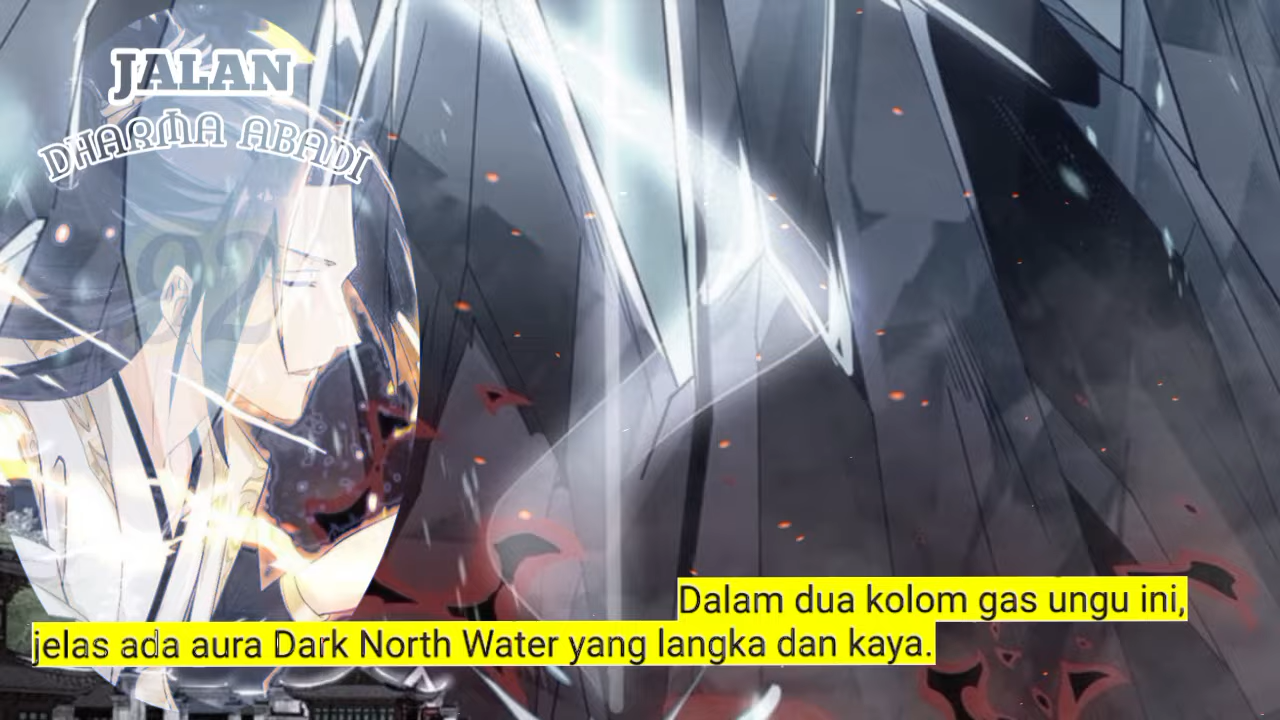 JALAN
DHARMA ABADI
92
Dalam dua kolom gas ungu ini,
jelas ada aura Dark North Water yang langka dan kaya.